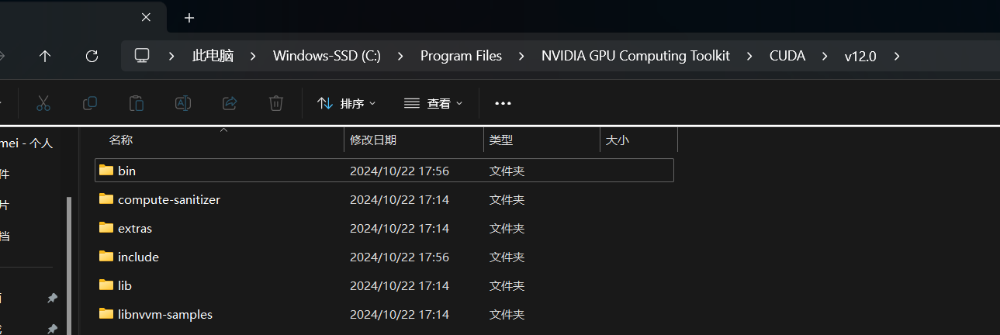 此电脑 Windows-SSD (C:) Program Files NVIDIA GPU Computing Toolkit CUDA v12.0
排序 查看
mei - 个人
名称 修改日期 类型 大小
件
bin 2024/10/22 17:56 文件夹
片
compute-sanitizer 2024/10/22 17:14 文件夹
档
extras 2024/10/22 17:14 文件夹
include 2024/10/22 17:56 文件夹
lib 2024/10/22 17:14 文件夹
libnvvm-samples 2024/10/22 17:14 文件夹